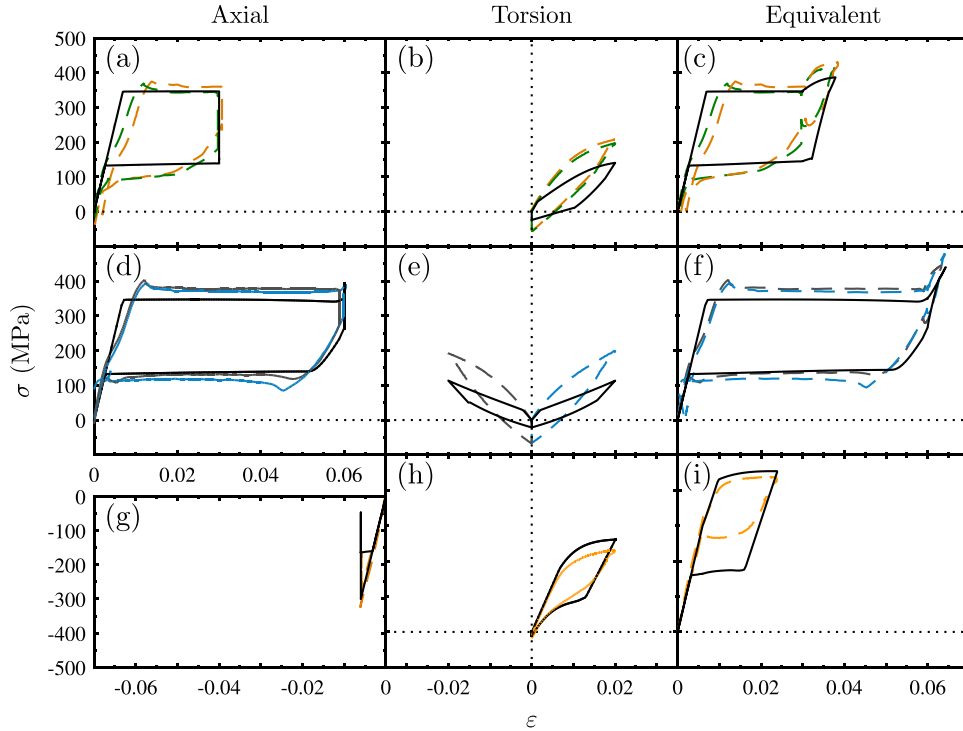 Axial Torsion Equivalent
500 (a) (b) (c)
400
300
200
100
0
(d) (e) (f)
400
300
σ (MPa)
200
100
0
0 0.02 0.04 0.06
0 (g) (h) (i)
-100
-200
-300
-400
-500
-0.06 -0.04 -0.02 -0.02 0 0.02 0 0.02 0.04 0.06
ε